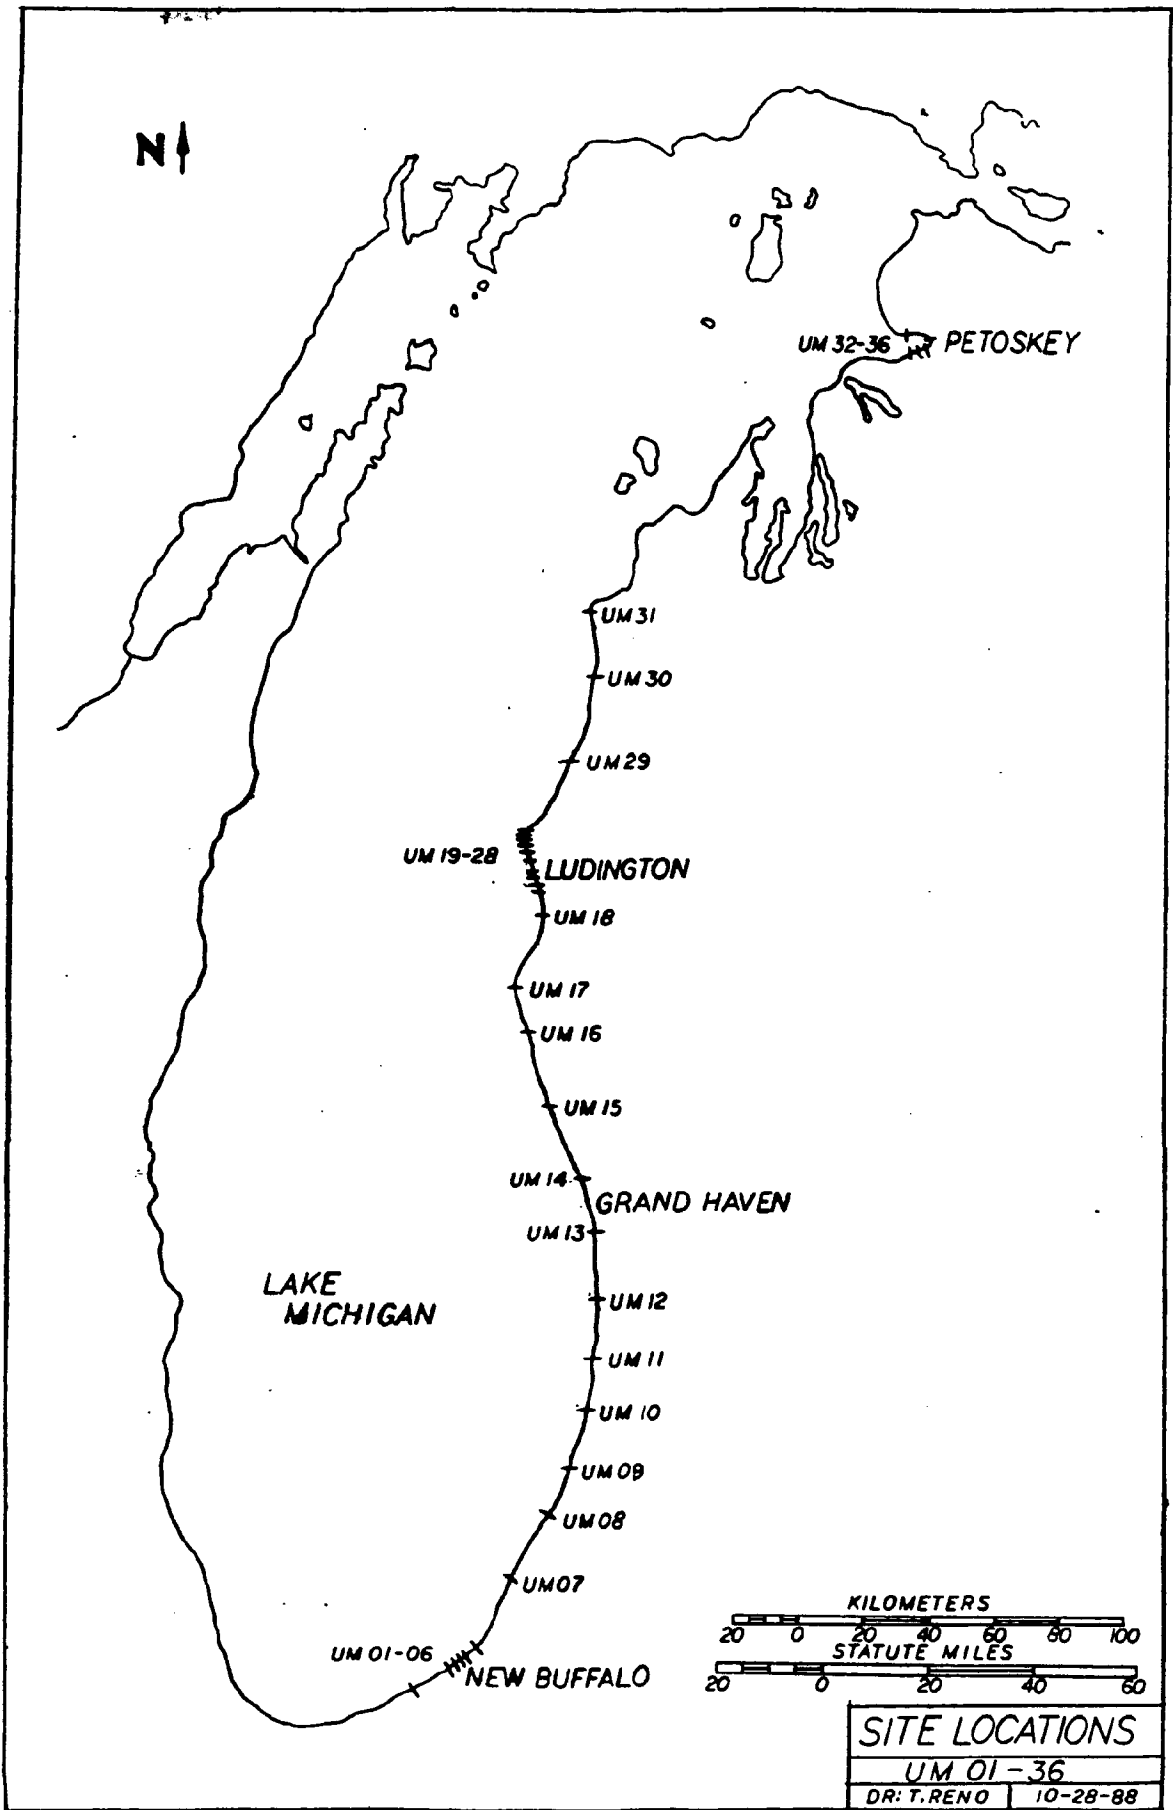 N
UM 32-36
PETOSKEY
UM 31
UM 30
UM 29
UM 19-28
LUDINGTON
UM 18
UM 17
UM 16
UM 15
UM 14
GRAND HAVEN
UM 13
LAKE
MICHIGAN
UM 12
UM 11
UM 10
UM 09
UM 08
UM 07
UM 01-06
NEW BUFFALO
KILOMETERS
20 0 20 40 60 80 100
STATUTE MILES
20 0 20 40 60
SITE LOCATIONS
UM 01-36
DR: T. RENO 10-28-88